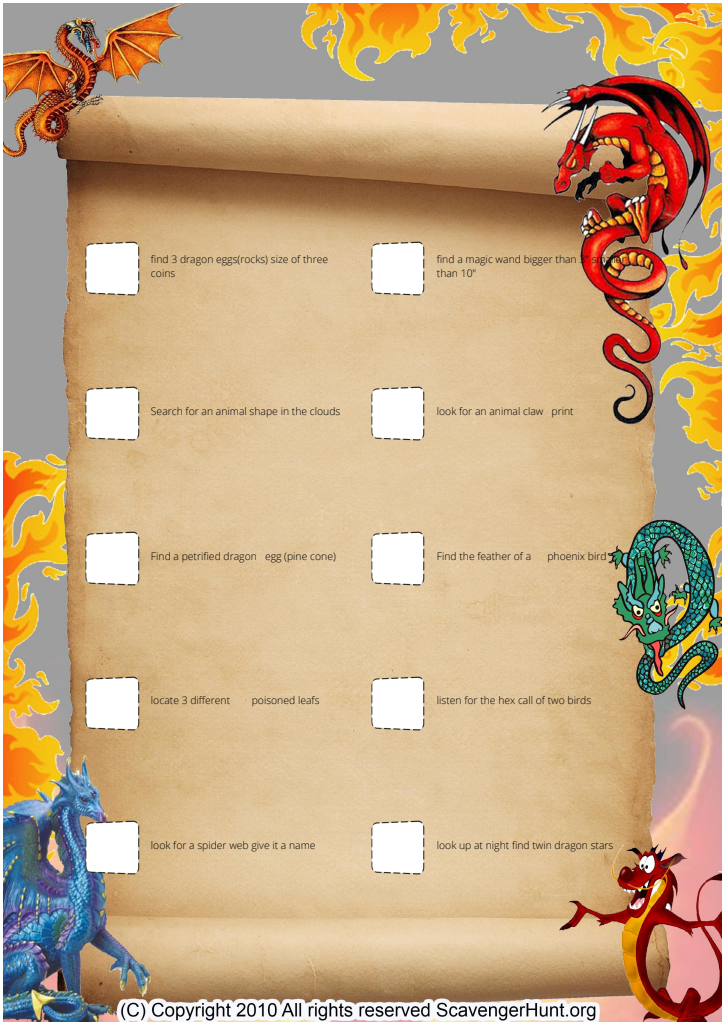 find 3 dragon eggs(rocks) size of three
coins
find a magic wand bigger than 3" smaller
than 10"
Search for an animal shape in the clouds
look for an animal claw print
Find a petrified dragon egg (pine cone)
Find the feather of a phoenix bird
locate 3 different poisoned leafs
listen for the hex call of two birds
look for a spider web give it a name
look up at night find twin dragon stars
(C) Copyright 2010 All rights reserved ScavengerHunt.org